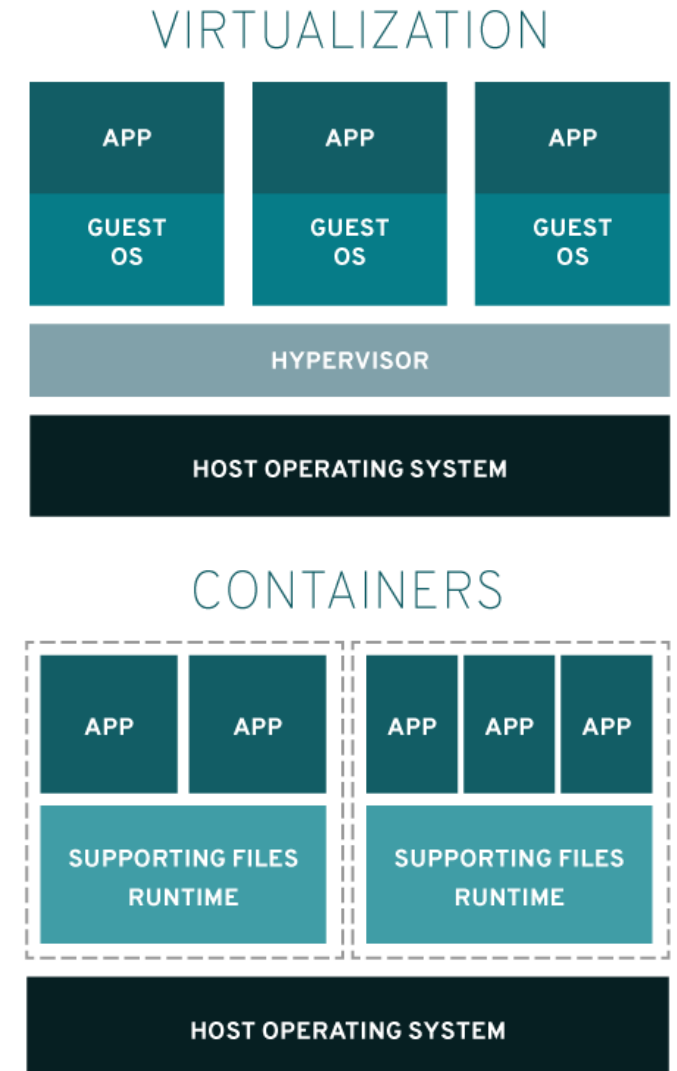 VIRTUALIZATION
APP
APP
APP
GUEST
OS
GUEST
OS
GUEST
OS
HYPERVISOR
HOST OPERATING SYSTEM
CONTAINERS
APP
APP
APP
APP
APP
SUPPORTING FILES
RUNTIME
SUPPORTING FILES
RUNTIME
HOST OPERATING SYSTEM